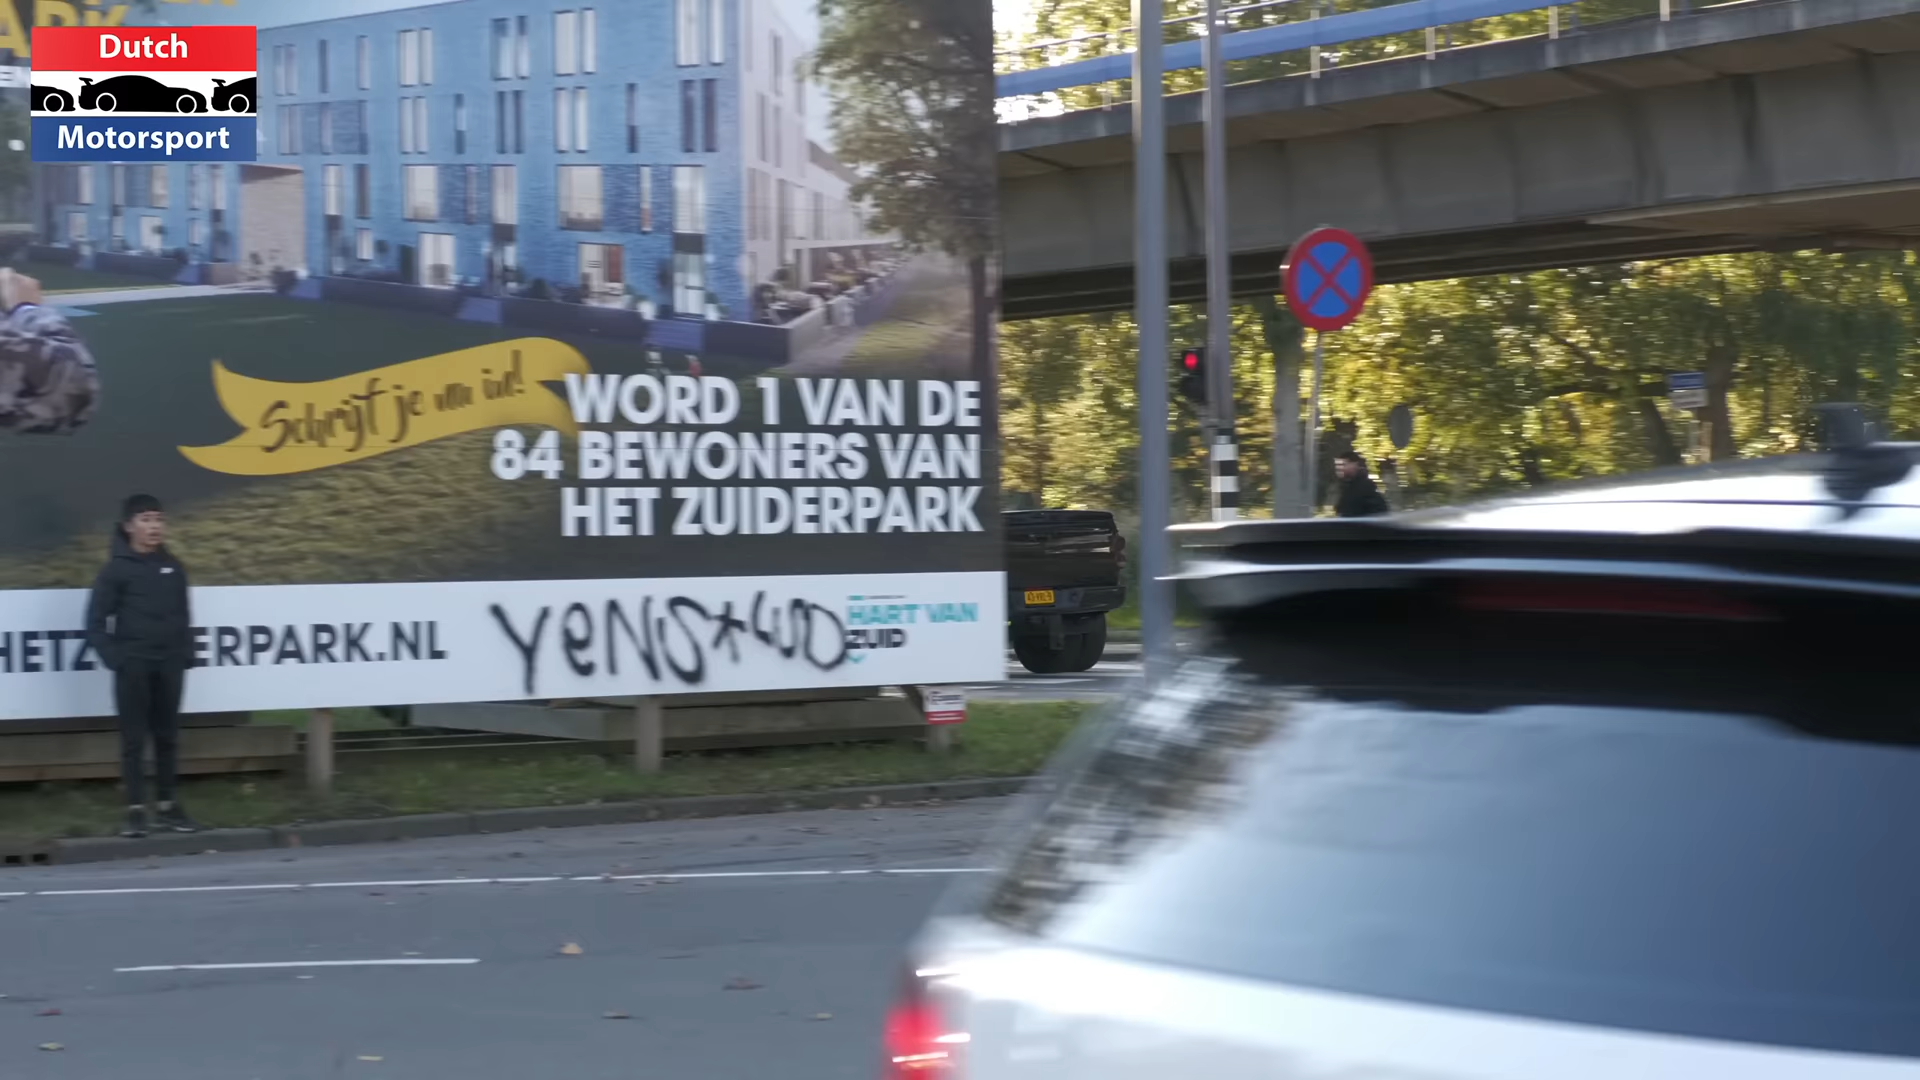 Dutch
Motorsport
Schrijf je nu in!
WORD 1 VAN DE
84 BEWONERS VAN
HET ZUIDERPARK
ERPARK.NL
YENS
HART VAN
ZUID